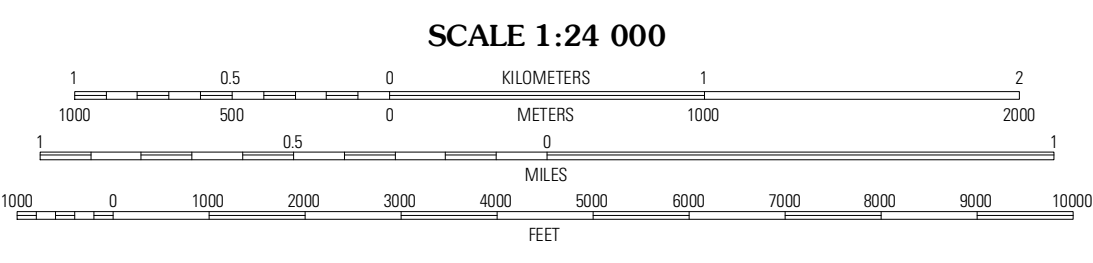 SCALE 1:24 000
1 0.5 0 KILOMETERS 1 2
1000 500 0 METERS 1000 2000
1 0.5 0 1
MILES
1000 0 1000 2000 3000 4000 5000 6000 7000 8000 9000 10000
FEET